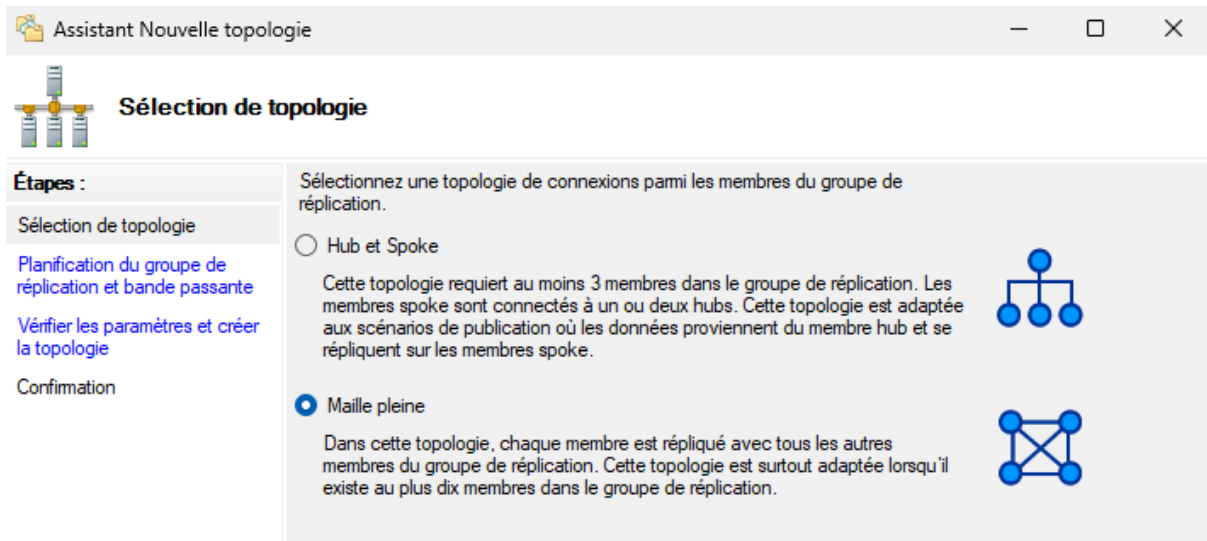 Assistant Nouvelle topologie
Sélection de topologie
Étapes :
Sélection de topologie
Planification du groupe de
réplication et bande passante
Vérifier les paramètres et créer
la topologie
Confirmation
Sélectionnez une topologie de connexions parmi les membres du groupe de
réplication.
Hub et Spoke
Cette topologie requiert au moins 3 membres dans le groupe de réplication. Les
membres spoke sont connectés à un ou deux hubs. Cette topologie est adaptée
aux scénarios de publication où les données proviennent du membre hub et se
répliquent sur les membres spoke.
Maille pleine
Dans cette topologie, chaque membre est répliqué avec tous les autres
membres du groupe de réplication. Cette topologie est surtout adaptée lorsqu'il
existe au plus dix membres dans le groupe de réplication.